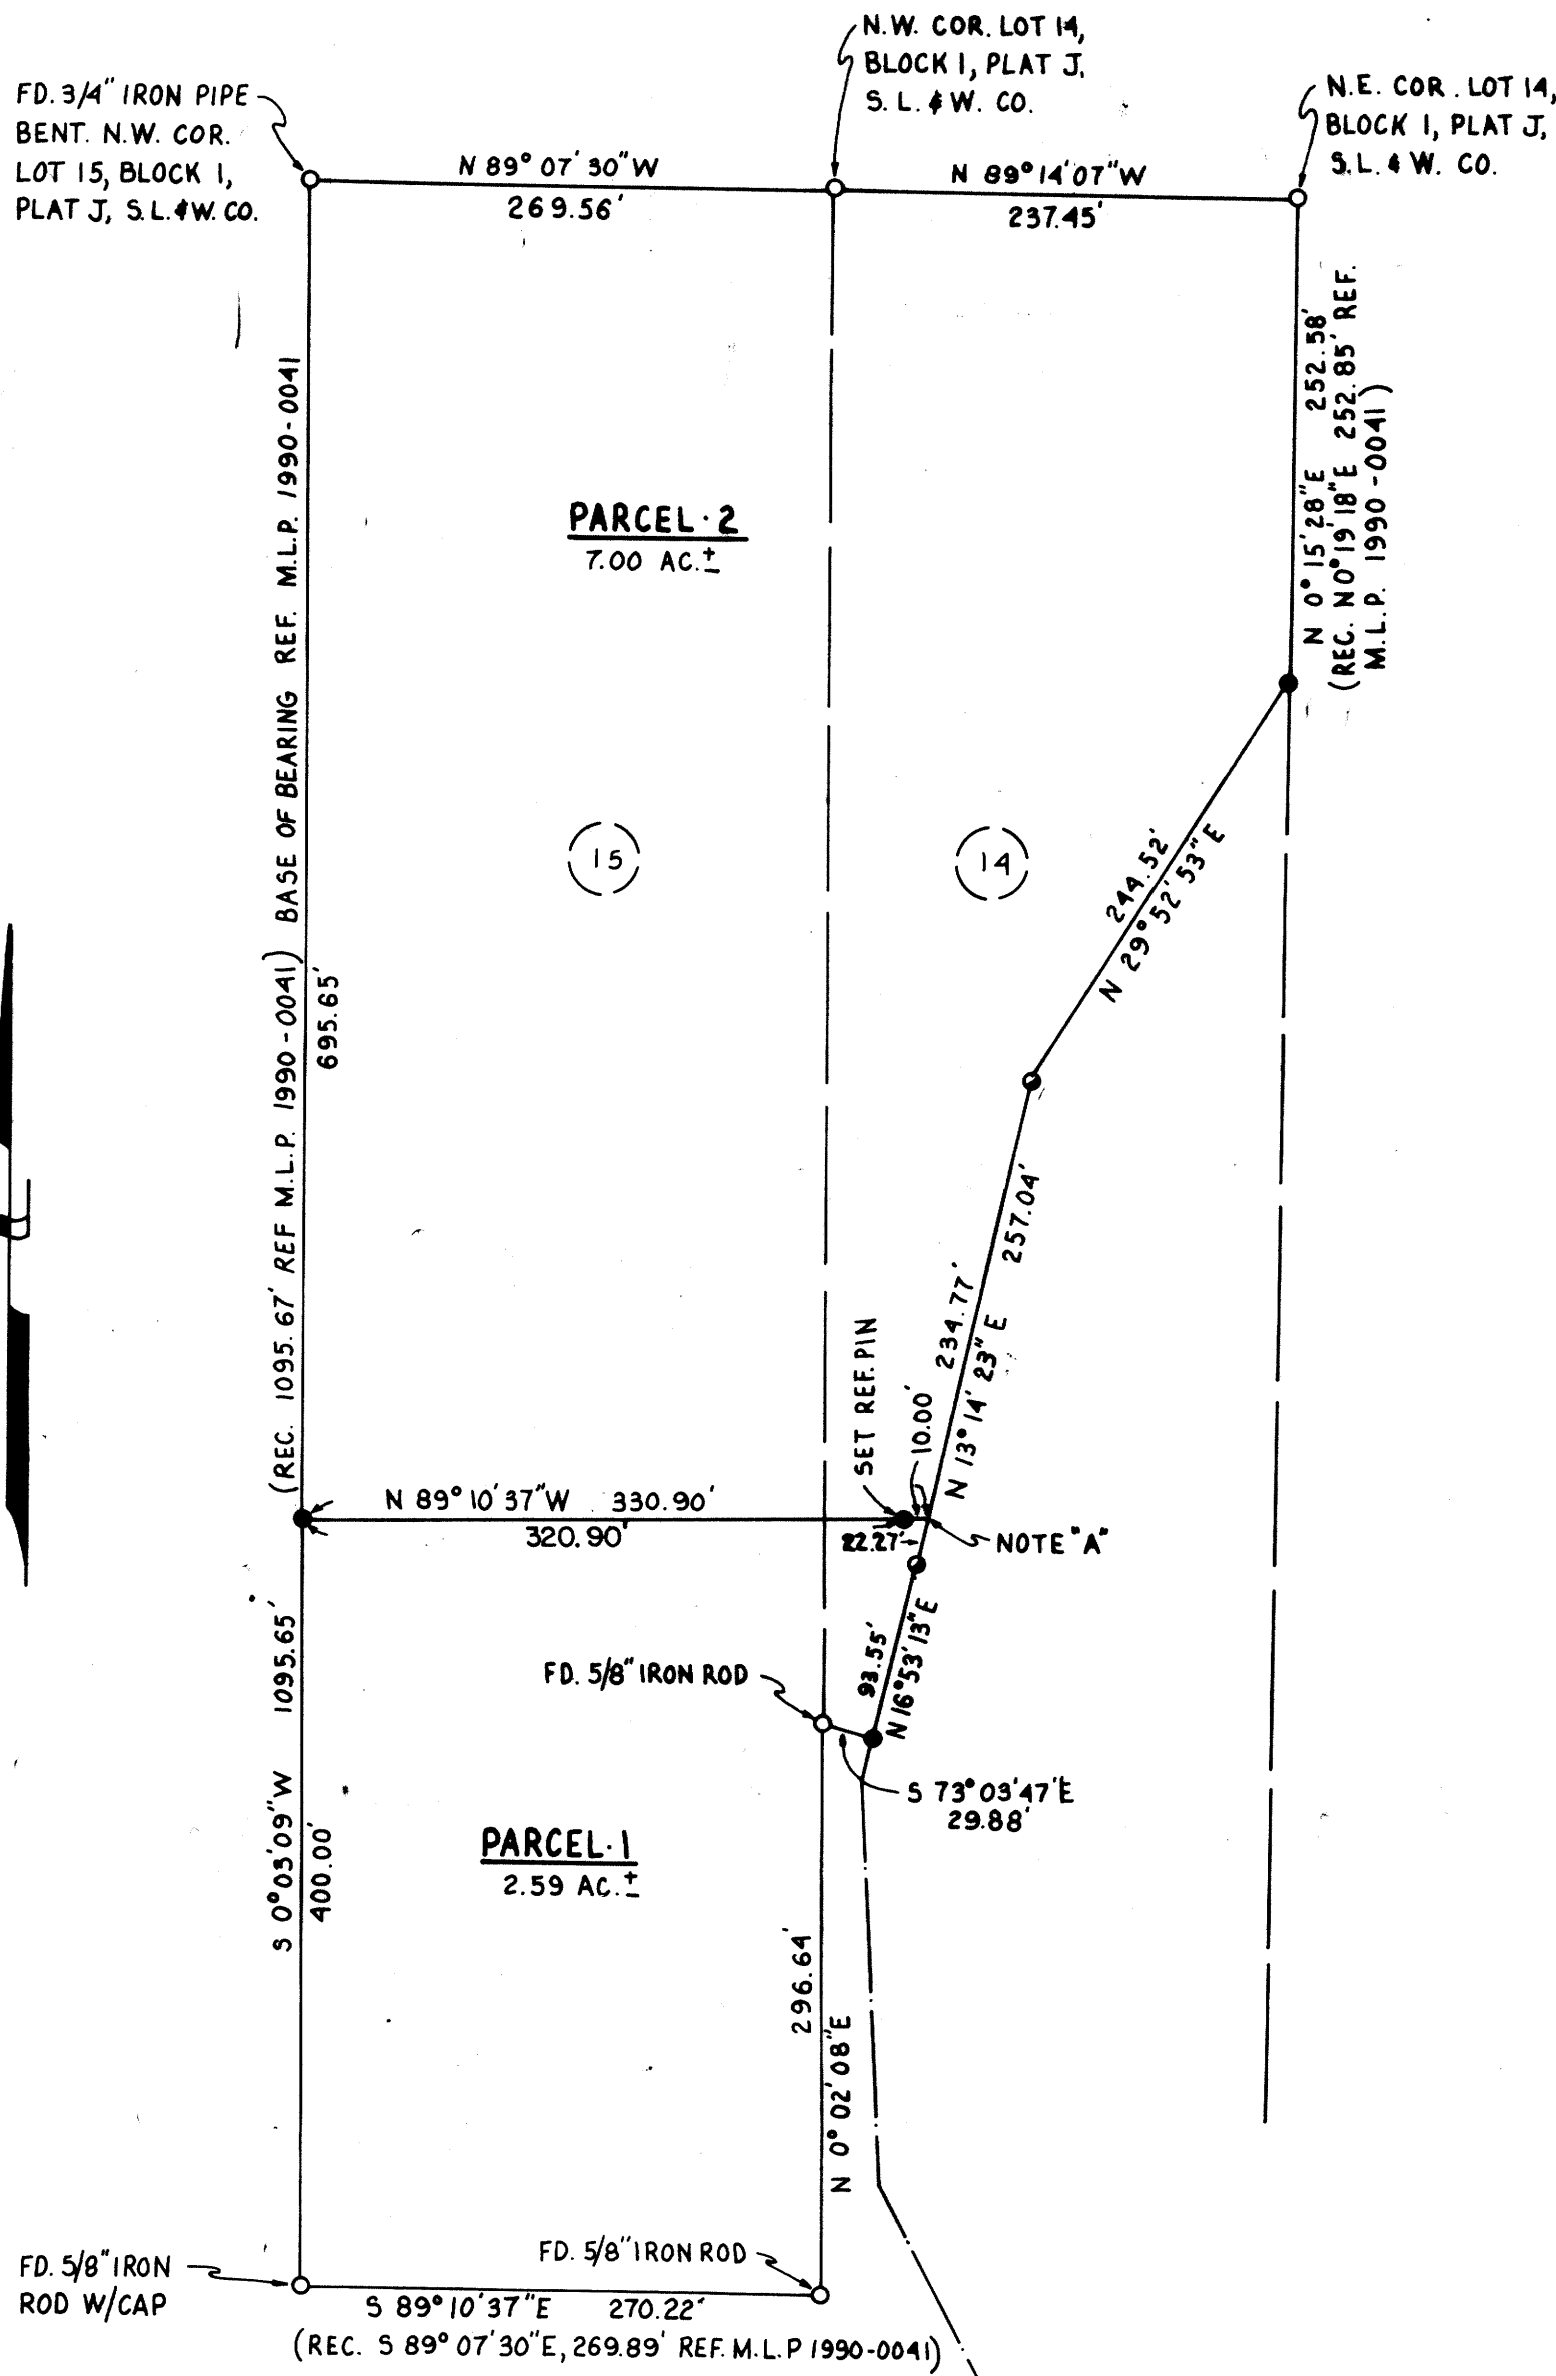 N.W. COR. LOT 14,
BLOCK 1, PLAT J,
S. L. & W. CO.
FD. 3/4" IRON PIPE
BENT. N.W. COR.
LOT 15, BLOCK 1,
PLAT J, S.L.&W. CO.
N.E. COR. LOT 14,
BLOCK 1, PLAT J,
S.L. & W. CO.
N 89° 07' 30" W
269.56'
N 89° 14' 07" W
237.45'
N 0° 15' 28" E 252.58'
(REC. N0° 19' 18" E 252.85' REF.
M.L.P. 1990-0041)
PARCEL·2
7.00 AC.±
(REC. 1095.67' REF M.L.P. 1990-0041) BASE OF BEARING REF. M.L.P. 1990-0041
695.65'
15
14
244.52'
N 29° 52' 53" E
257.04'
234.77'
N 13° 14' 23" E
SET REF. PIN
10.00'
N 89° 10' 37" W 330.90'
320.90'
22.27'
NOTE "A"
93.55'
N 16° 53' 13" E
FD. 5/8" IRON ROD
S 73° 03' 47' E
29.88'
S 0° 03' 09" W 1095.65'
400.00'
PARCEL·1
2.59 AC.±
296.64'
N 0° 02' 08" E
FD. 5/8" IRON
ROD W/CAP
FD. 5/8" IRON ROD
S 89° 10' 37" E 270.22'
(REC. S 89° 07' 30" E, 269.89' REF. M.L.P 1990-0041)